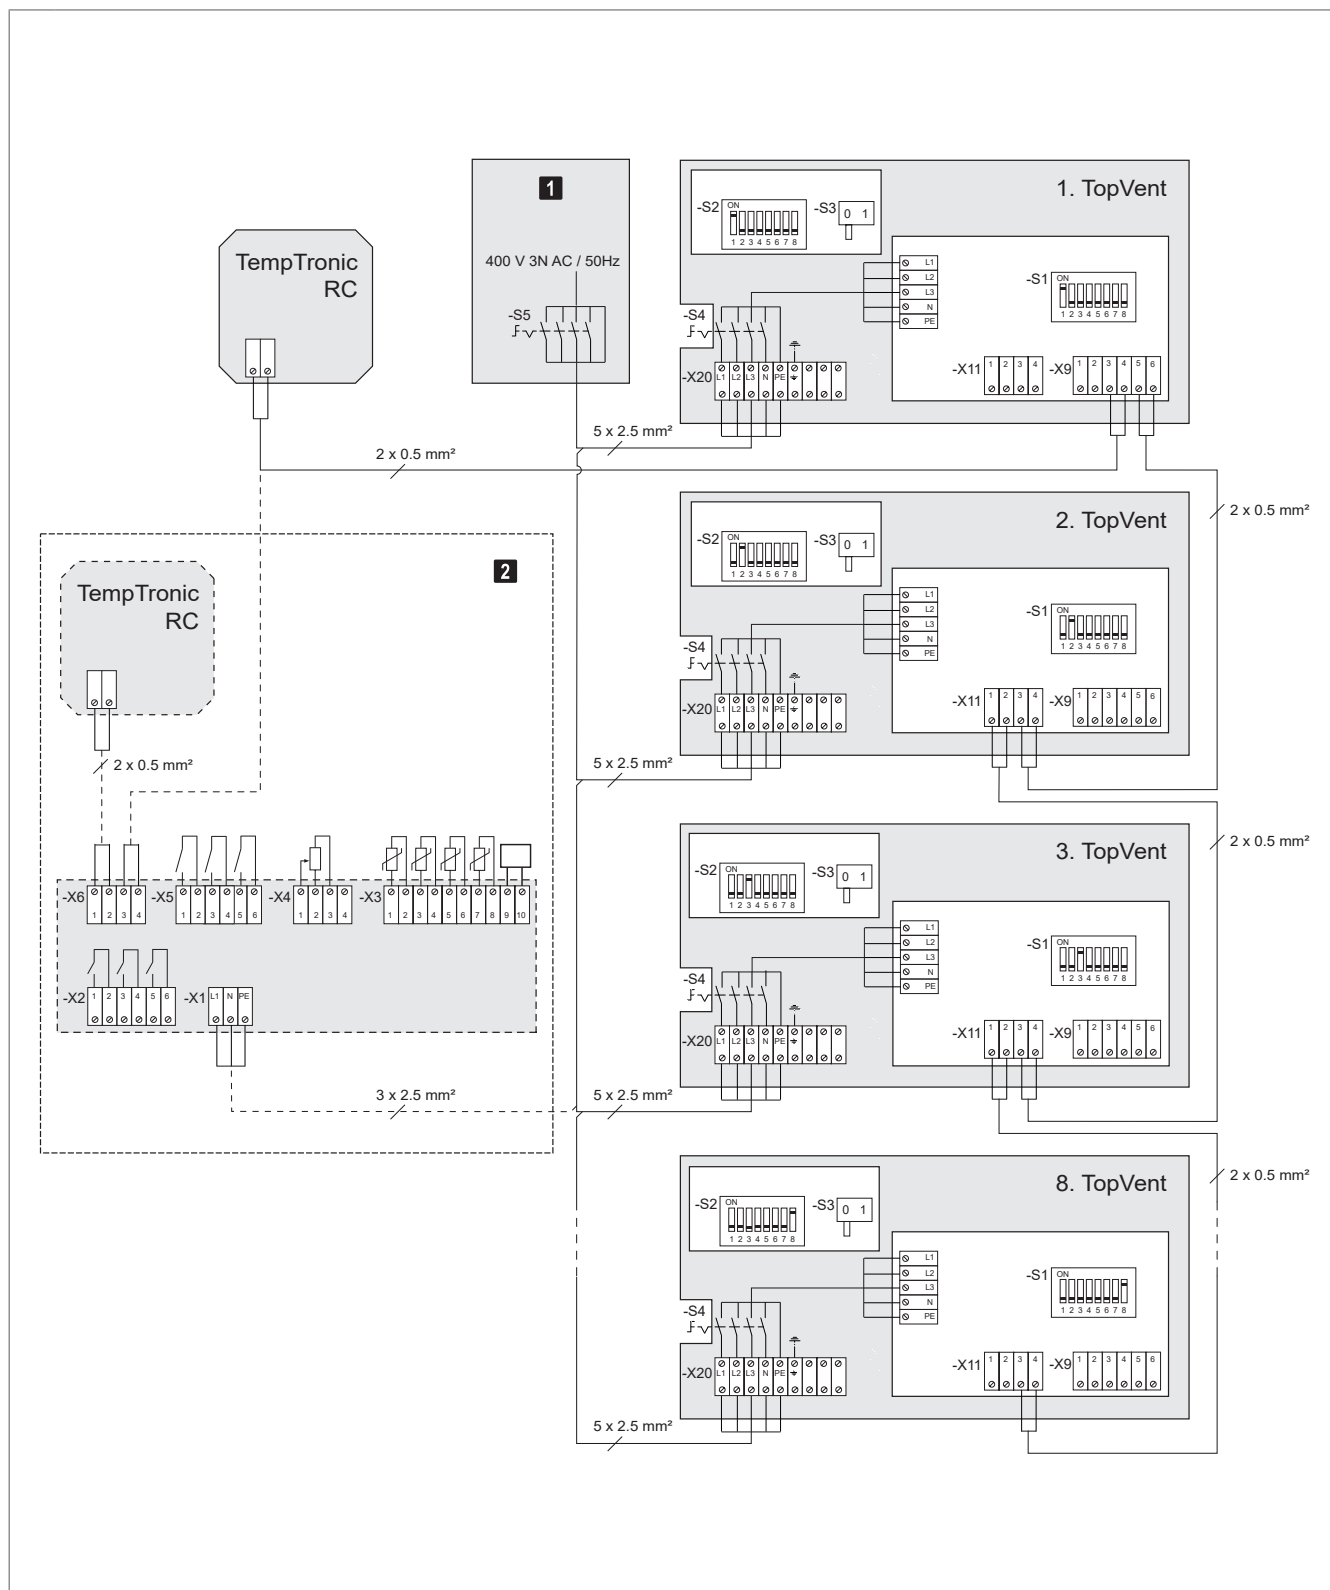 1
400 V 3N AC / 50Hz
-S5
TempTronic
RC
1. TopVent
-S2
ON
1 2 3 4 5 6 7 8
-S3
0 1
-S1
ON
1 2 3 4 5 6 7 8
L1
L2
L3
N
PE
-S4
-X20
L1 L2 L3 N PE
-X11
1 2 3 4
-X9
1 2 3 4 5 6
5 x 2.5 mm²
2 x 0.5 mm²
2 x 0.5 mm²
2. TopVent
-S2
ON
1 2 3 4 5 6 7 8
-S3
0 1
-S1
ON
1 2 3 4 5 6 7 8
L1
L2
L3
N
PE
-S4
-X20
L1 L2 L3 N PE
-X11
1 2 3 4
-X9
1 2 3 4 5 6
5 x 2.5 mm²
2 x 0.5 mm²
2
TempTronic
RC
2 x 0.5 mm²
-X6
1 2 3 4
-X5
1 2 3 4 5 6
-X4
1 2 3 4
-X3
1 2 3 4 5 6 7 8 9 10
-X2
1 2 3 4 5 6
-X1
L1 N PE
3 x 2.5 mm²
3. TopVent
-S2
ON
1 2 3 4 5 6 7 8
-S3
0 1
-S1
ON
1 2 3 4 5 6 7 8
L1
L2
L3
N
PE
-S4
-X20
L1 L2 L3 N PE
-X11
1 2 3 4
-X9
1 2 3 4 5 6
5 x 2.5 mm²
2 x 0.5 mm²
8. TopVent
-S2
ON
1 2 3 4 5 6 7 8
-S3
0 1
-S1
ON
1 2 3 4 5 6 7 8
L1
L2
L3
N
PE
-S4
-X20
L1 L2 L3 N PE
-X11
1 2 3 4
-X9
1 2 3 4 5 6
5 x 2.5 mm²